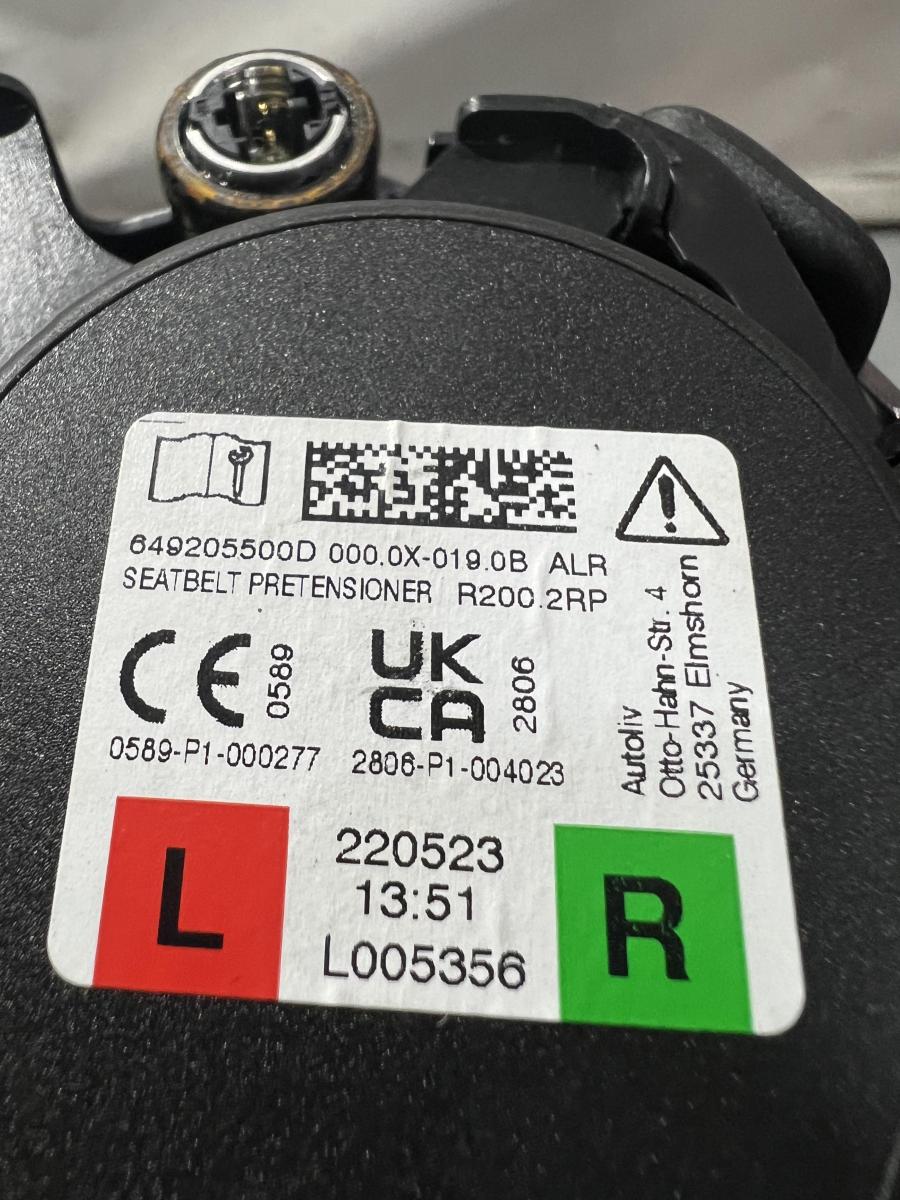 649205500D 000.0X-019.0B ALR
SEATBELT PRETENSIONER R200.2RP
CE 0589
UK
CA 2806
0589-P1-000277
2806-P1-004023
Autoliv
Otto-Hahn-Str. 4
25337 Elmshorn
Germany
L
220523
13:51
L005356
R